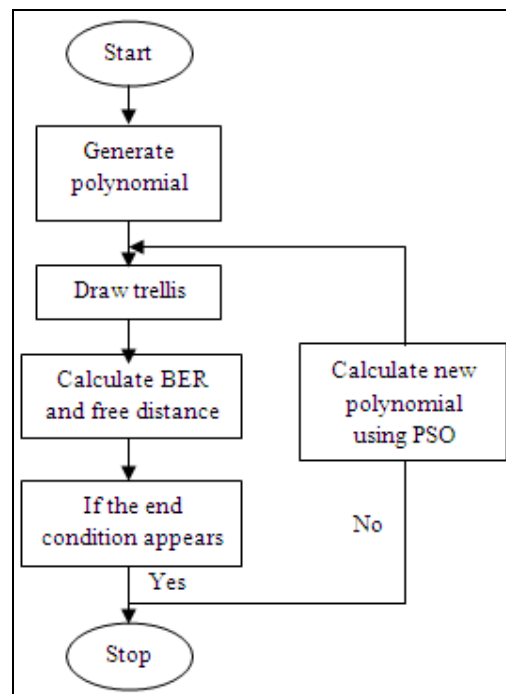 Start
Generate
polynomial
Draw trellis
Calculate BER
and free distance
Calculate new
polynomial
using PSO
If the end
condition appears
No
Yes
Stop